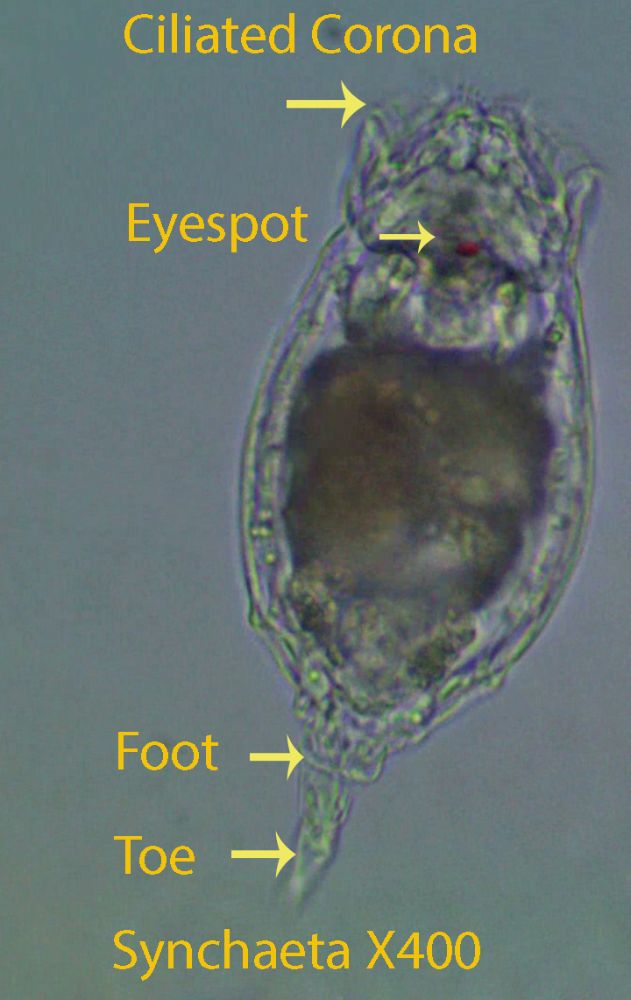 Ciliated Corona
Eyespot
Foot
Toe
Synchaeta X400